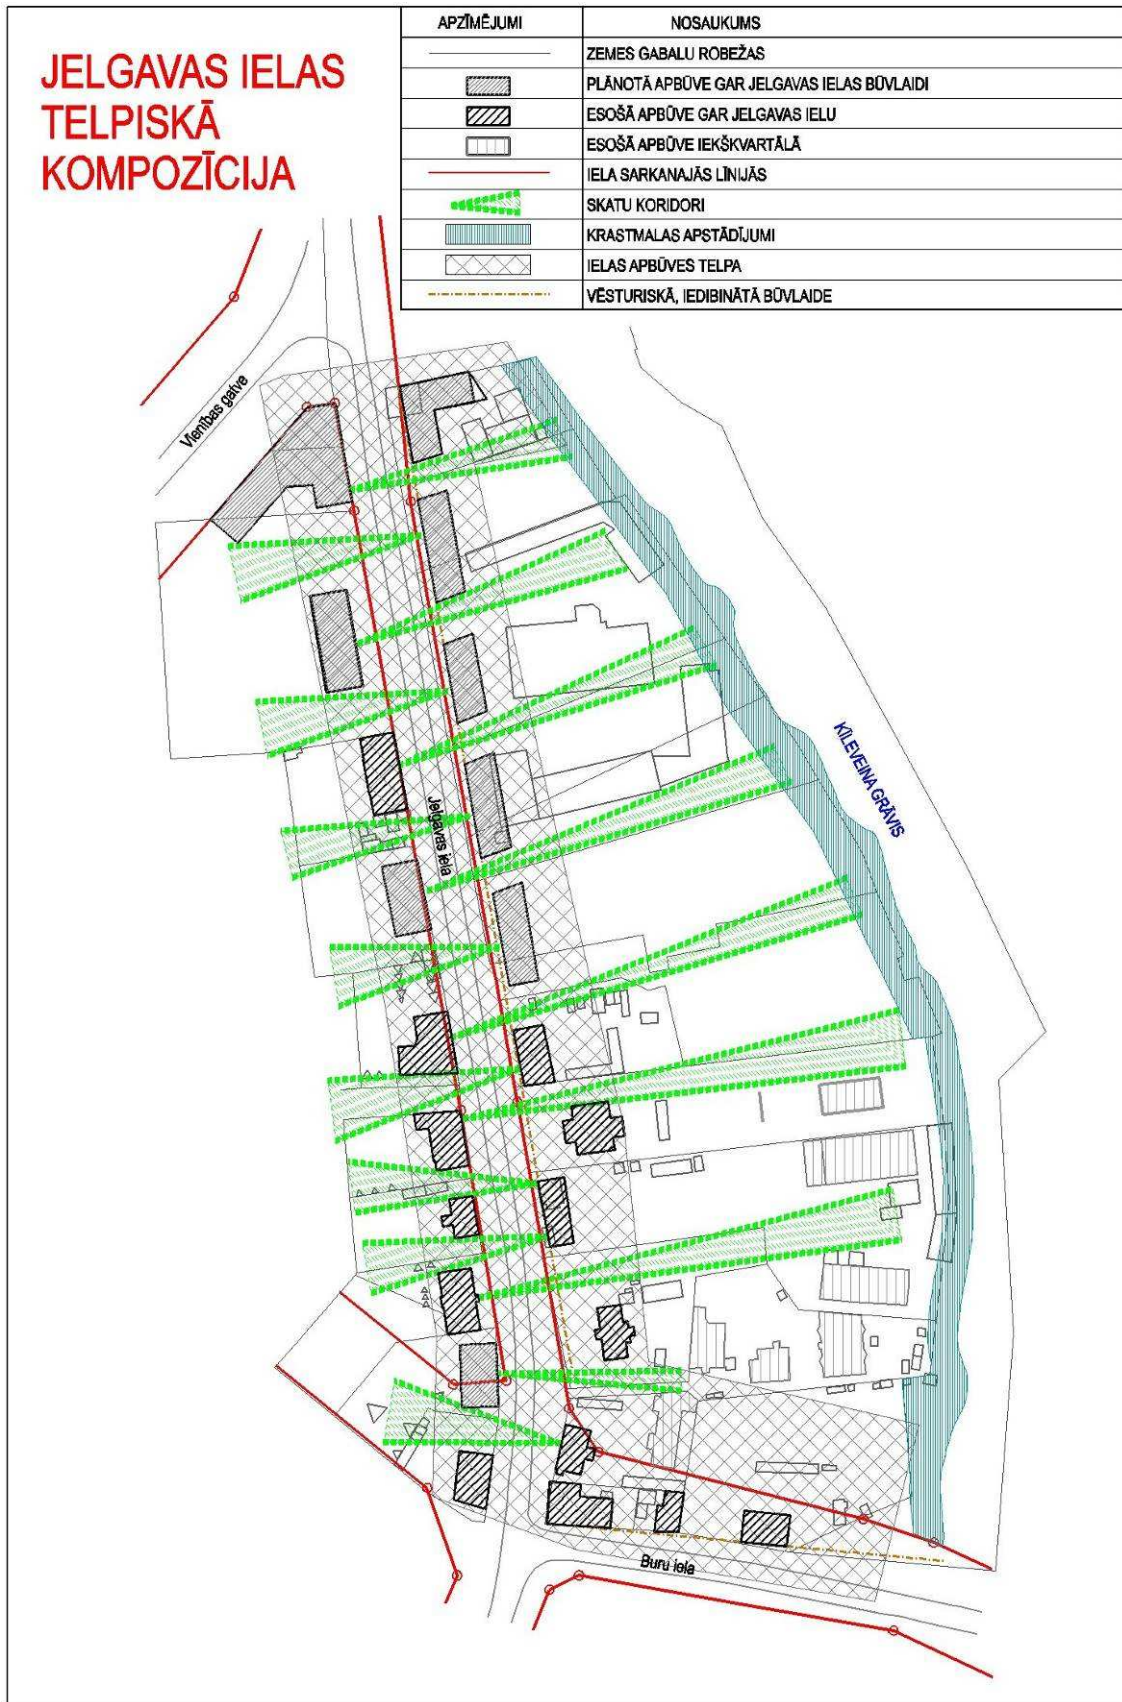 JELGAVAS IELAS
TELPISKĀ
KOMPOZĪCIJA
APZĪMĒJUMI
NOSAUKUMS
ZEMES GABALU ROBEŽAS
PLĀNOTĀ APBŪVE GAR JELGAVAS IELAS BŪVLAIDI
ESOŠĀ APBŪVE GAR JELGAVAS IELU
ESOŠĀ APBŪVE IEKŠKVARTĀLĀ
IELA SARKANAJĀS LĪNIJĀS
SKATU KORIDORI
KRASTMALAS APSTĀDĪJUMI
IELAS APBŪVES TELPA
VĒSTURISKĀ, IEDIBINĀTĀ BŪVLAIDE
Vienības gatve
Jelgavas iela
ĶĪLEVEINA GRĀVIS
Buru iela